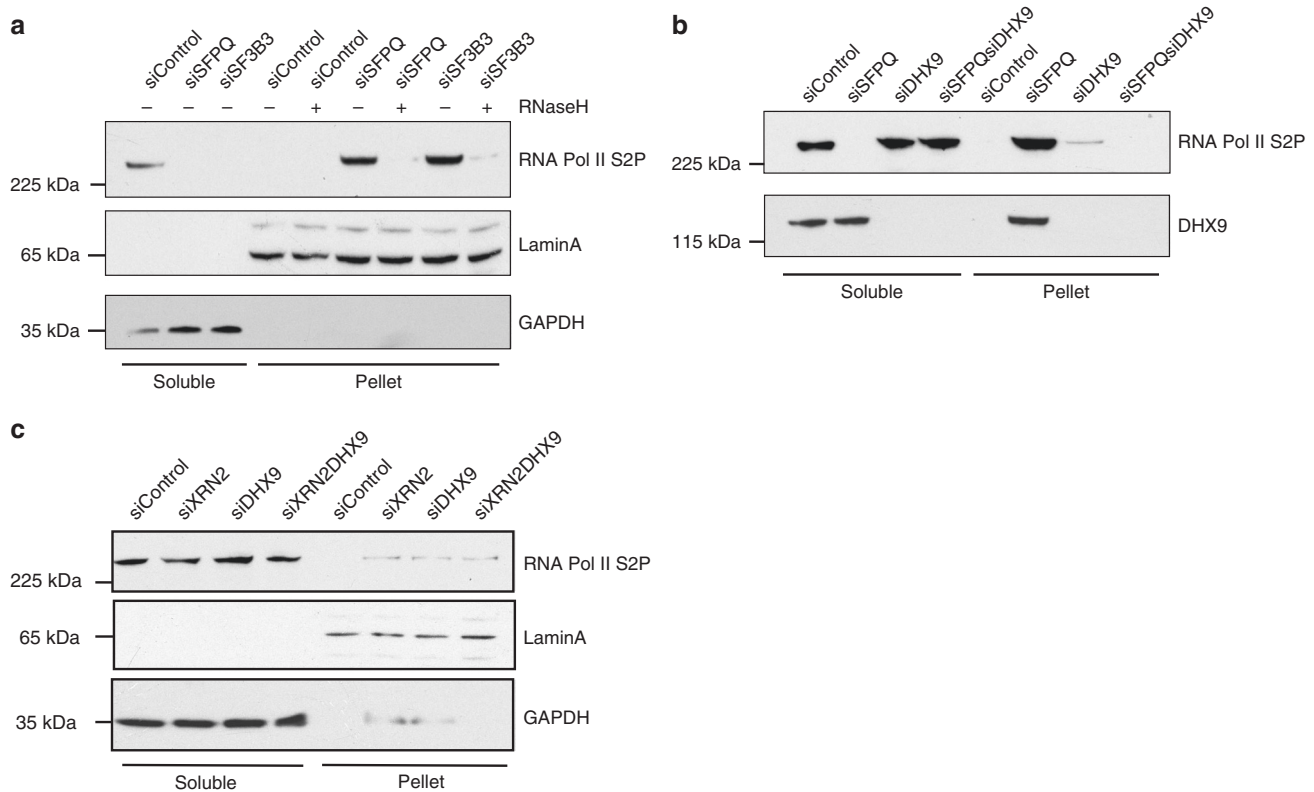 a
siControl siSFPQ siSF3B3 siControl siControl siSFPQ siSFPQ siSF3B3 siSF3B3
– – – – + – + – + RNaseH
RNA Pol II S2P
225 kDa
LaminA
65 kDa
GAPDH
35 kDa
Soluble Pellet
b
siControl siSFPQ siDHX9 siSFPQsiDHX9 siControl siSFPQ siDHX9 siSFPQsiDHX9
RNA Pol II S2P
225 kDa
DHX9
115 kDa
Soluble Pellet
c
siControl siXRN2 siDHX9 siXRN2DHX9 siControl siXRN2 siDHX9 siXRN2DHX9
RNA Pol II S2P
225 kDa
65 kDa LaminA
35 kDa GAPDH
Soluble Pellet